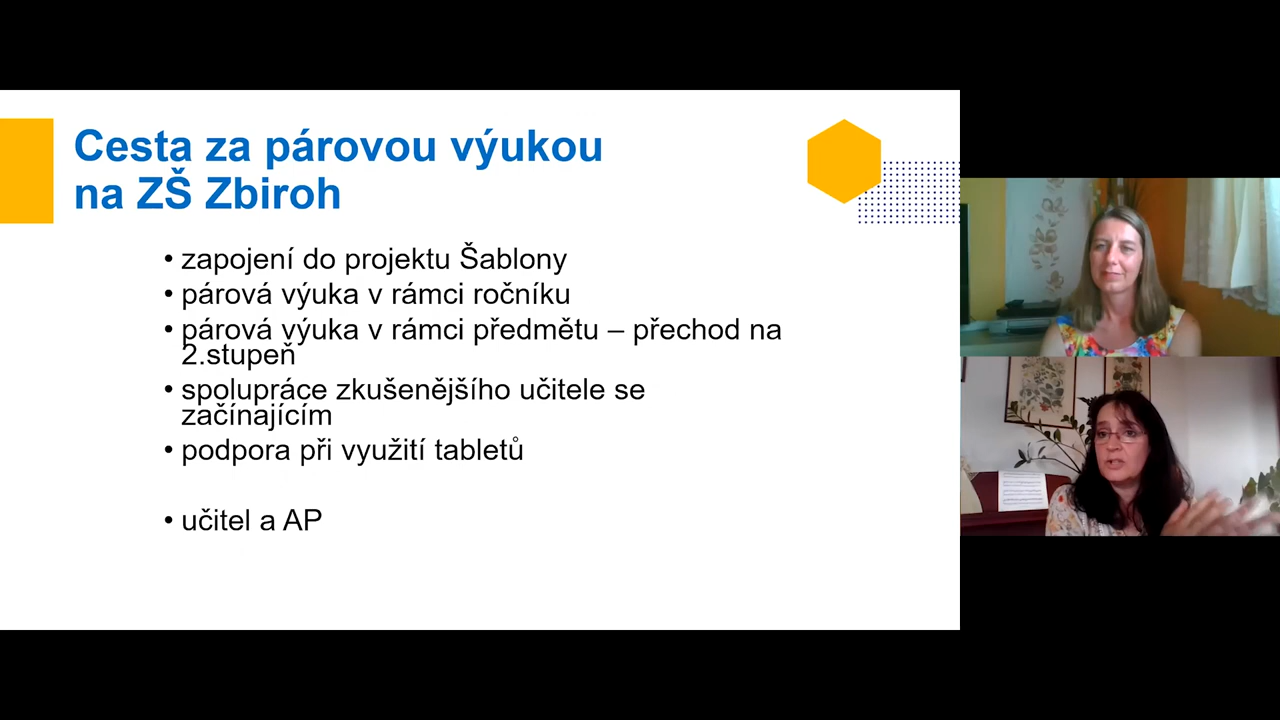 Cesta za párovou výukou
na ZŠ Zbiroh
• zapojení do projektu Šablony
• párová výuka v rámci ročníku
• párová výuka v rámci předmětu – přechod na
2.stupeň
• spolupráce zkušenějšího učitele se
začínajícím
• podpora při využití tabletů
• učitel a AP